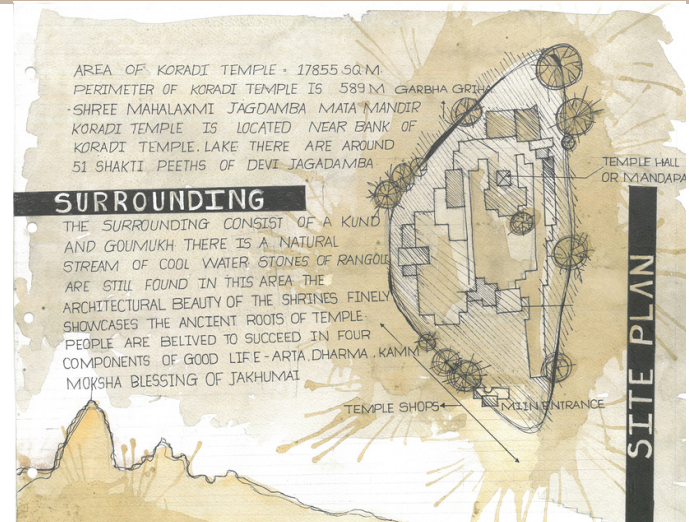 AREA OF KORADI TEMPLE - 17855 SQ.M.
PERIMETER OF KORADI TEMPLE IS 589 M
GARBHA GRIHA
-SHREE MAHALAXMI JAGDAMBA MATA MANDIR
KORADI TEMPLE IS LOCATED NEAR BANK OF
KORADI TEMPLE. LAKE THERE ARE AROUND
51 SHAKTI PEETHS OF DEVI JAGADAMBA
TEMPLE HALL
OR MANDAPA
SURROUNDING
THE SURROUNDING CONSIST OF A KUND
AND GOUMUKH THERE IS A NATURAL
STREAM OF COOL WATER STONES OF RANGOLI
ARE STILL FOUND IN THIS AREA THE
ARCHITECTURAL BEAUTY OF THE SHRINES FINELY
SHOWCASES THE ANCIENT ROOTS OF TEMPLE.
PEOPLE ARE BELIVED TO SUCCEED IN FOUR
COMPONENTS OF GOOD LIFE - ARTA, DHARMA, KAMM
MOKSHA BLESSING OF JAKHUMAI
TEMPLE SHOPS
MIIN ENTRANCE
SITE PLAN